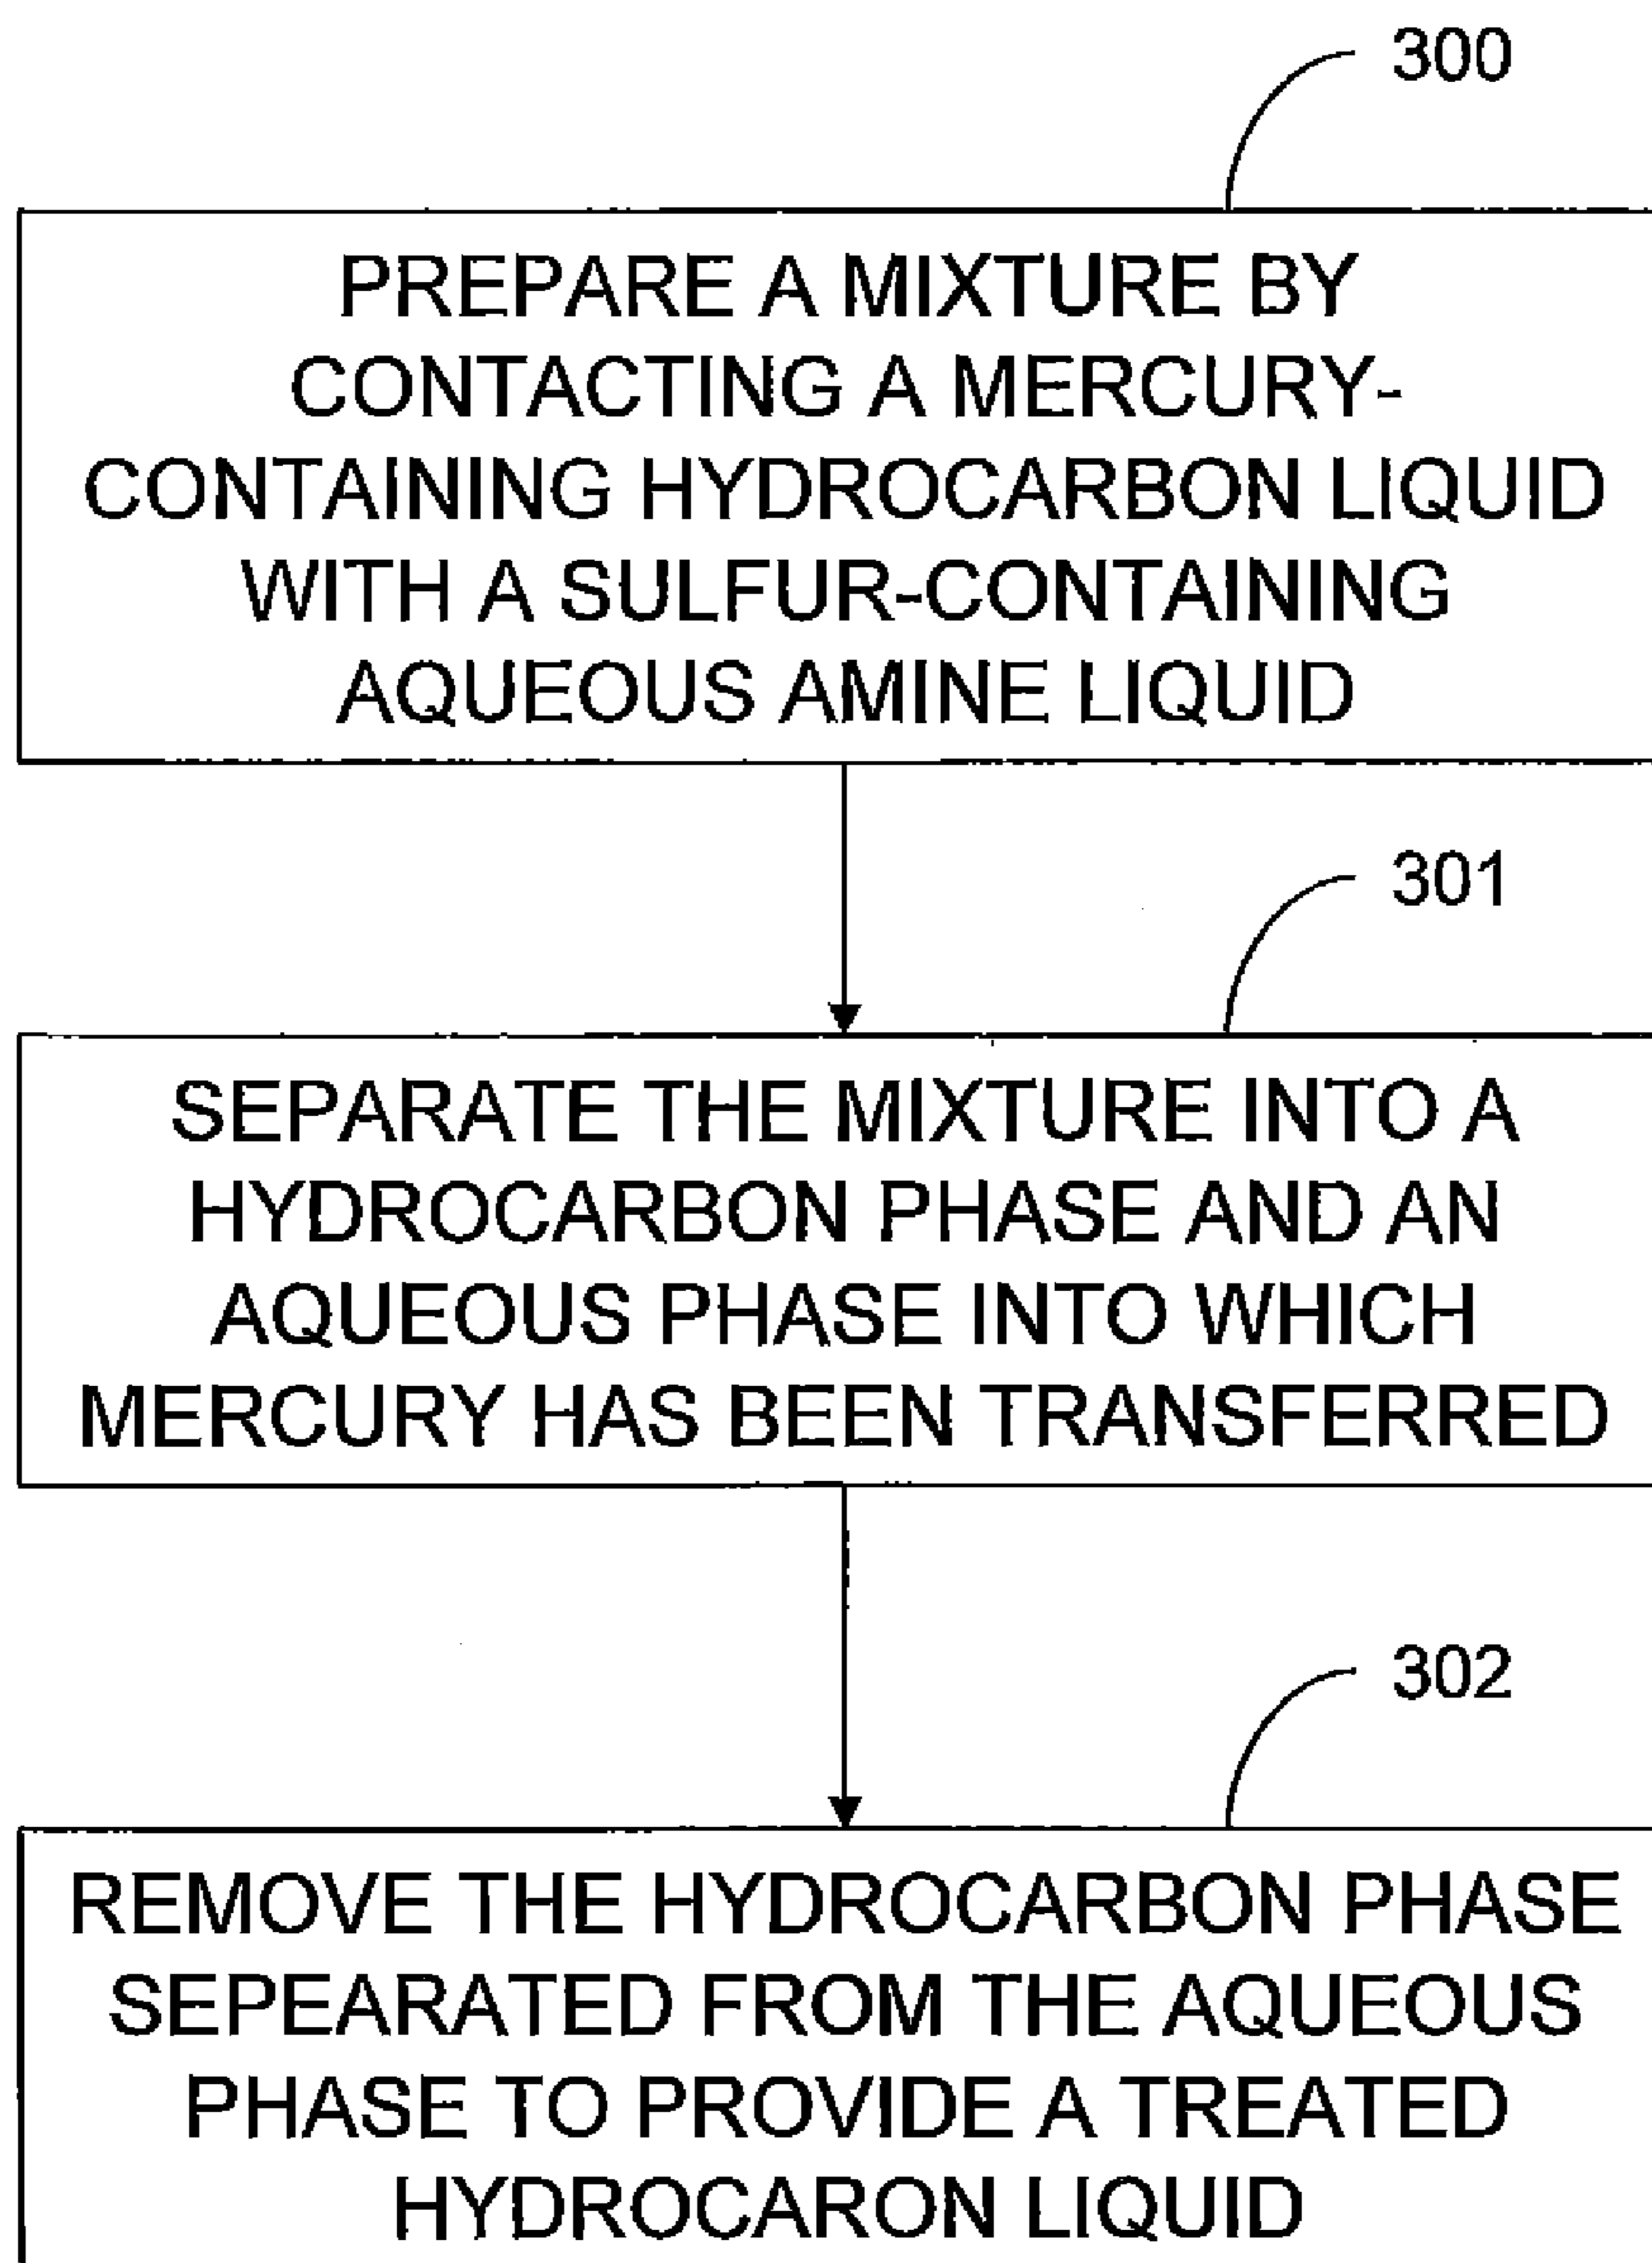 300
PREPARE A MIXTURE BY
CONTACTING A MERCURY-
CONTAINING HYDROCARBON LIQUID
WITH A SULFUR-CONTAINING
AQUEOUS AMINE LIQUID
301
SEPARATE THE MIXTURE INTO A
HYDROCARBON PHASE AND AN
AQUEOUS PHASE INTO WHICH
MERCURY HAS BEEN TRANSFERRED
302
REMOVE THE HYDROCARBON PHASE
SEPEARATED FROM THE AQUEOUS
PHASE TO PROVIDE A TREATED
HYDROCARON LIQUID